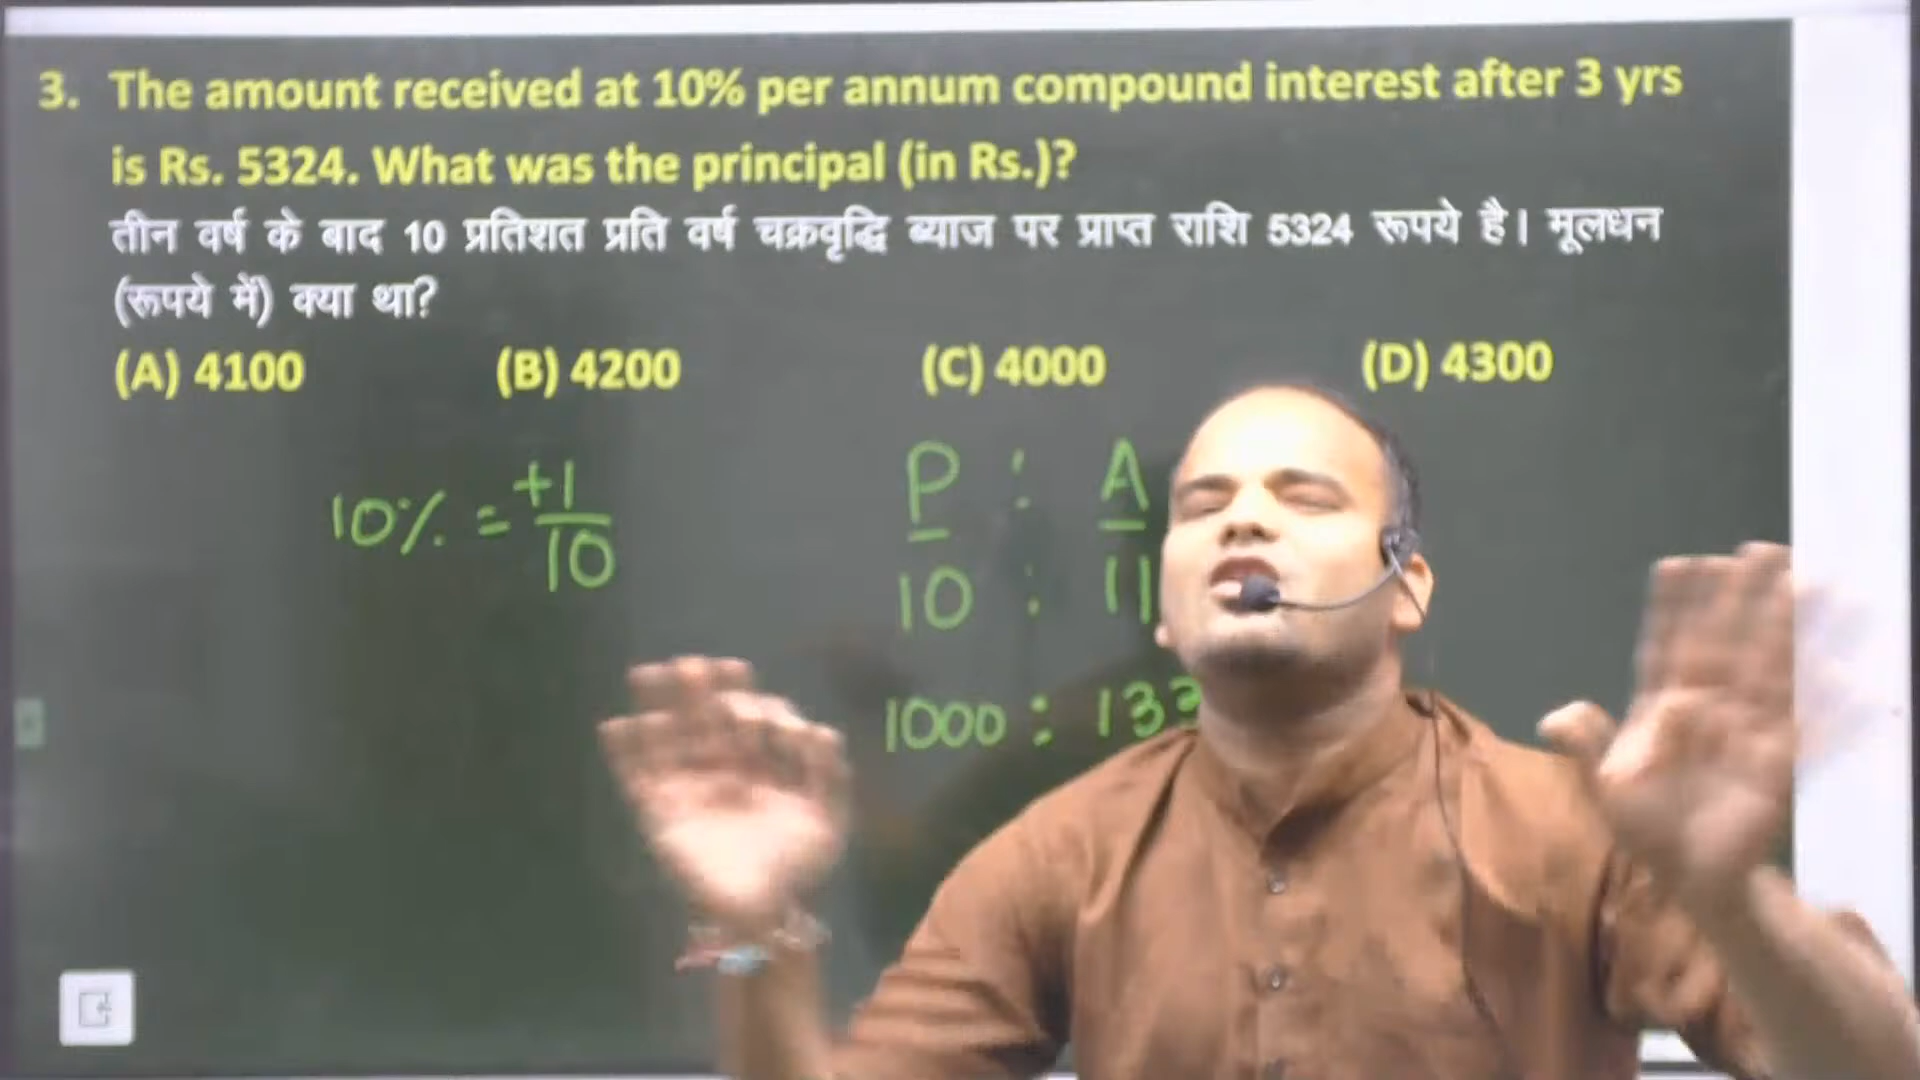 3. The amount received at 10% per annum compound interest after 3 yrs
is Rs. 5324. What was the principal (in Rs.)?
तीन वर्ष के बाद 10 प्रतिशत प्रति वर्ष चक्रवृद्धि ब्याज पर प्राप्त राशि 5324 रूपये है। मूलधन
(रूपये में) क्या था?
(A) 4100 (B) 4200 (C) 4000 (D) 4300
10% = +1/10
P : A
10 : 11
1000 : 133